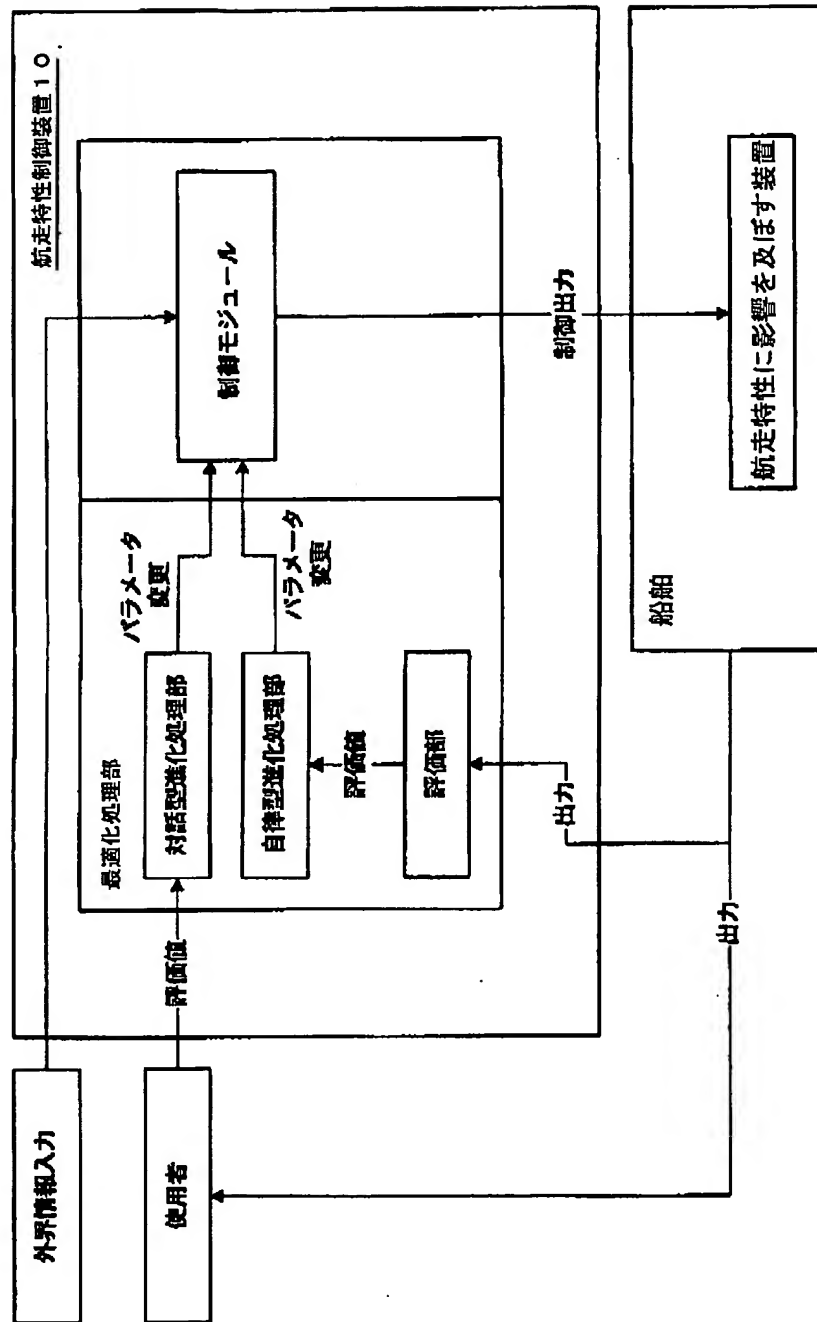 航走特性制御装置10
外界情報入力
使用者
評価値
最適化処理部
対話型進化処理部
自律型進化処理部
評価値
評価部
パラメータ
変更
パラメータ
変更
制御モジュール
制御出力
出力
出力
船舶
航走特性に影響を及ぼす装置